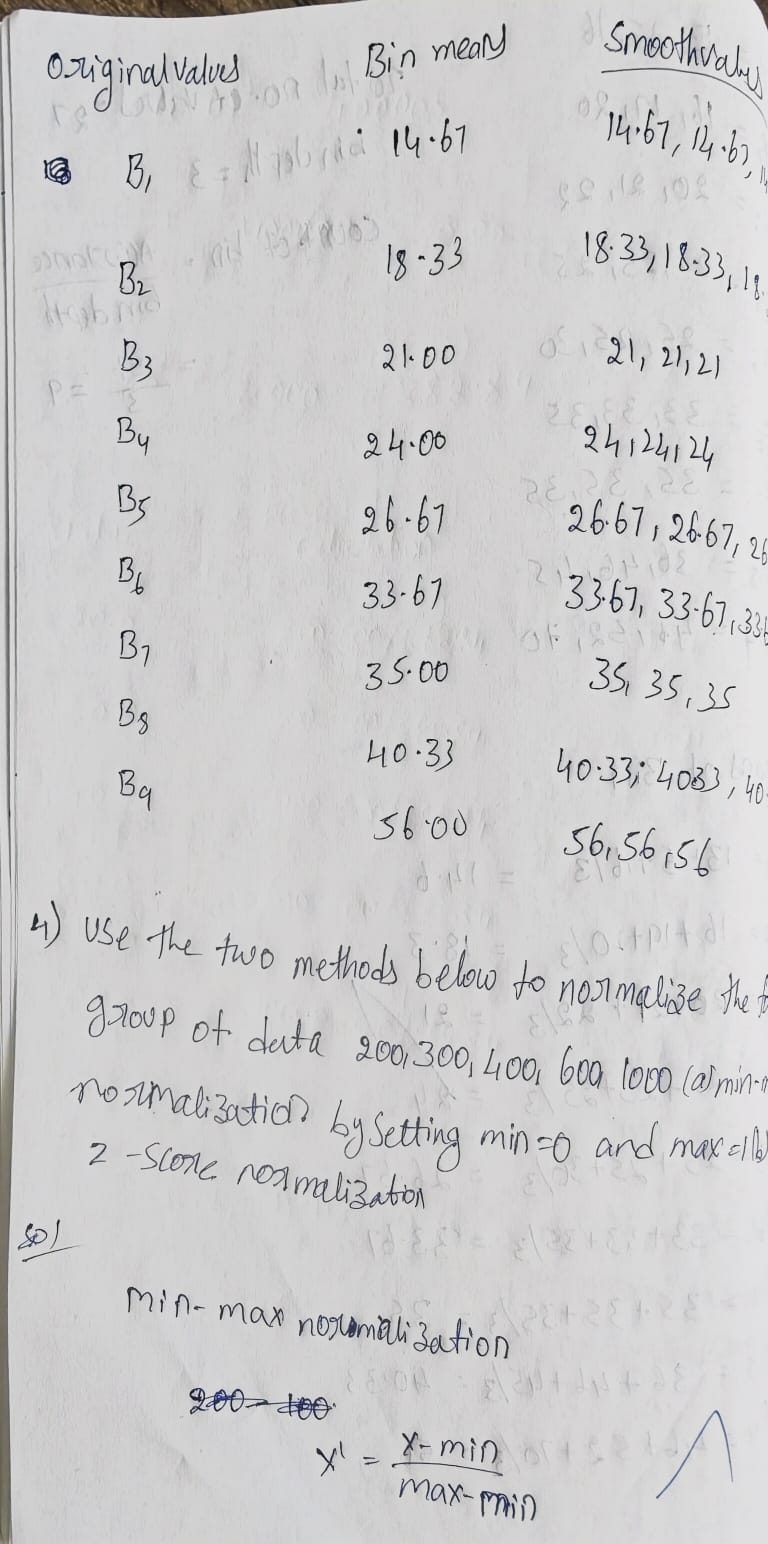 Original values Bin means Smooth values
B1 14.67 14.67, 14.67,
B2 18.33 18.33, 18.33, 18.
B3 21.00 21, 21, 21
B4 24.00 24, 24, 24
B5 26.67 26.67, 26.67, 26
B6 33.67 33.67, 33.67, 336
B7 35.00 35, 35, 35
B8 40.33 40.33, 4033, 40.
B9 56.00 56, 56, 56
4) Use the two methods below to normalize the f
group of data 200, 300, 400, 600, 1000 (a) min-m
normalization by setting min=0 and max=1 (b)
z-score normalization
Sol
min-max normalization
200-100
x' = x-min
max-min